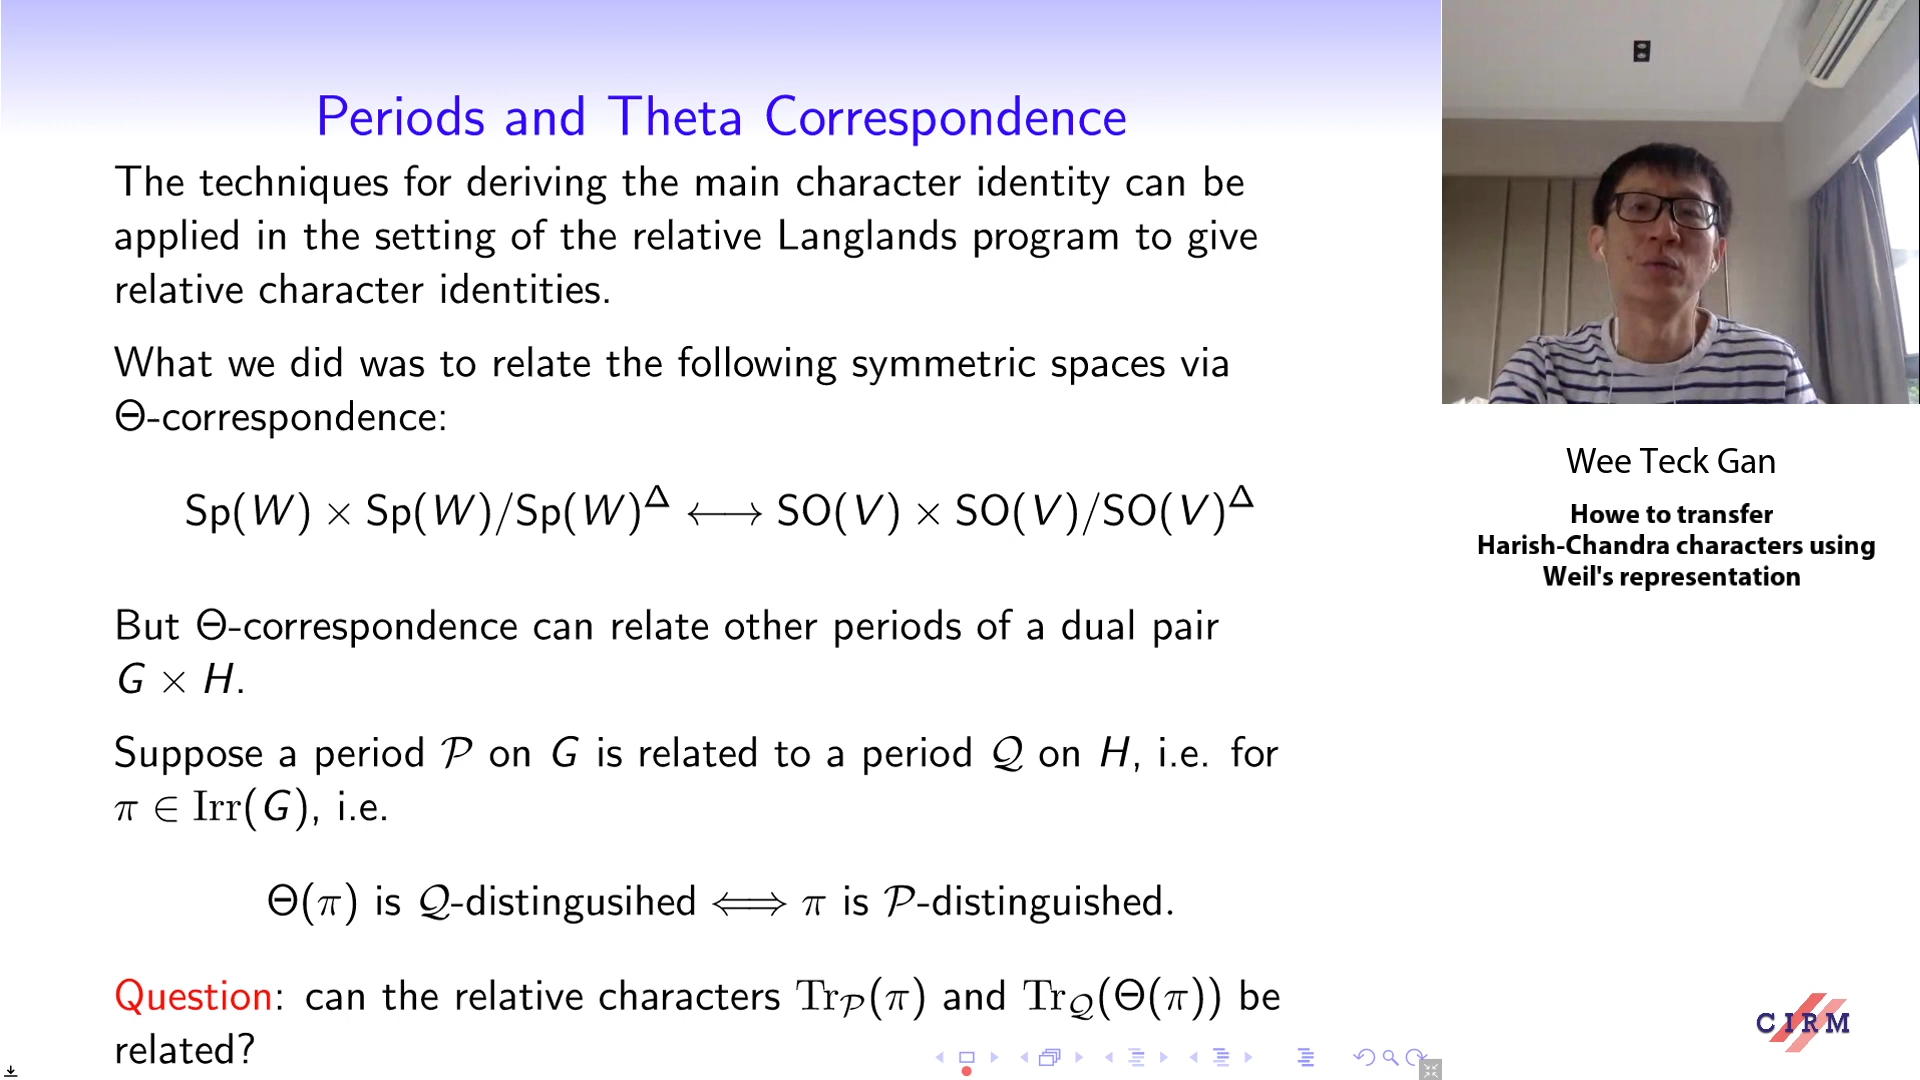 Periods and Theta Correspondence
The techniques for deriving the main character identity can be
applied in the setting of the relative Langlands program to give
relative character identities.
What we did was to relate the following symmetric spaces via
Θ-correspondence:
Sp(W) × Sp(W)/Sp(W)^Δ ⟷ SO(V) × SO(V)/SO(V)^Δ
But Θ-correspondence can relate other periods of a dual pair
G × H.
Suppose a period 𝒫 on G is related to a period 𝒬 on H, i.e. for
π ∈ Irr(G), i.e.
Θ(π) is 𝒬-distingusihed ⟺ π is 𝒫-distinguished.
Question: can the relative characters Tr_𝒫(π) and Tr_𝒬(Θ(π)) be
related?
Wee Teck Gan
Howe to transfer
Harish-Chandra characters using
Weil's representation
CIRM